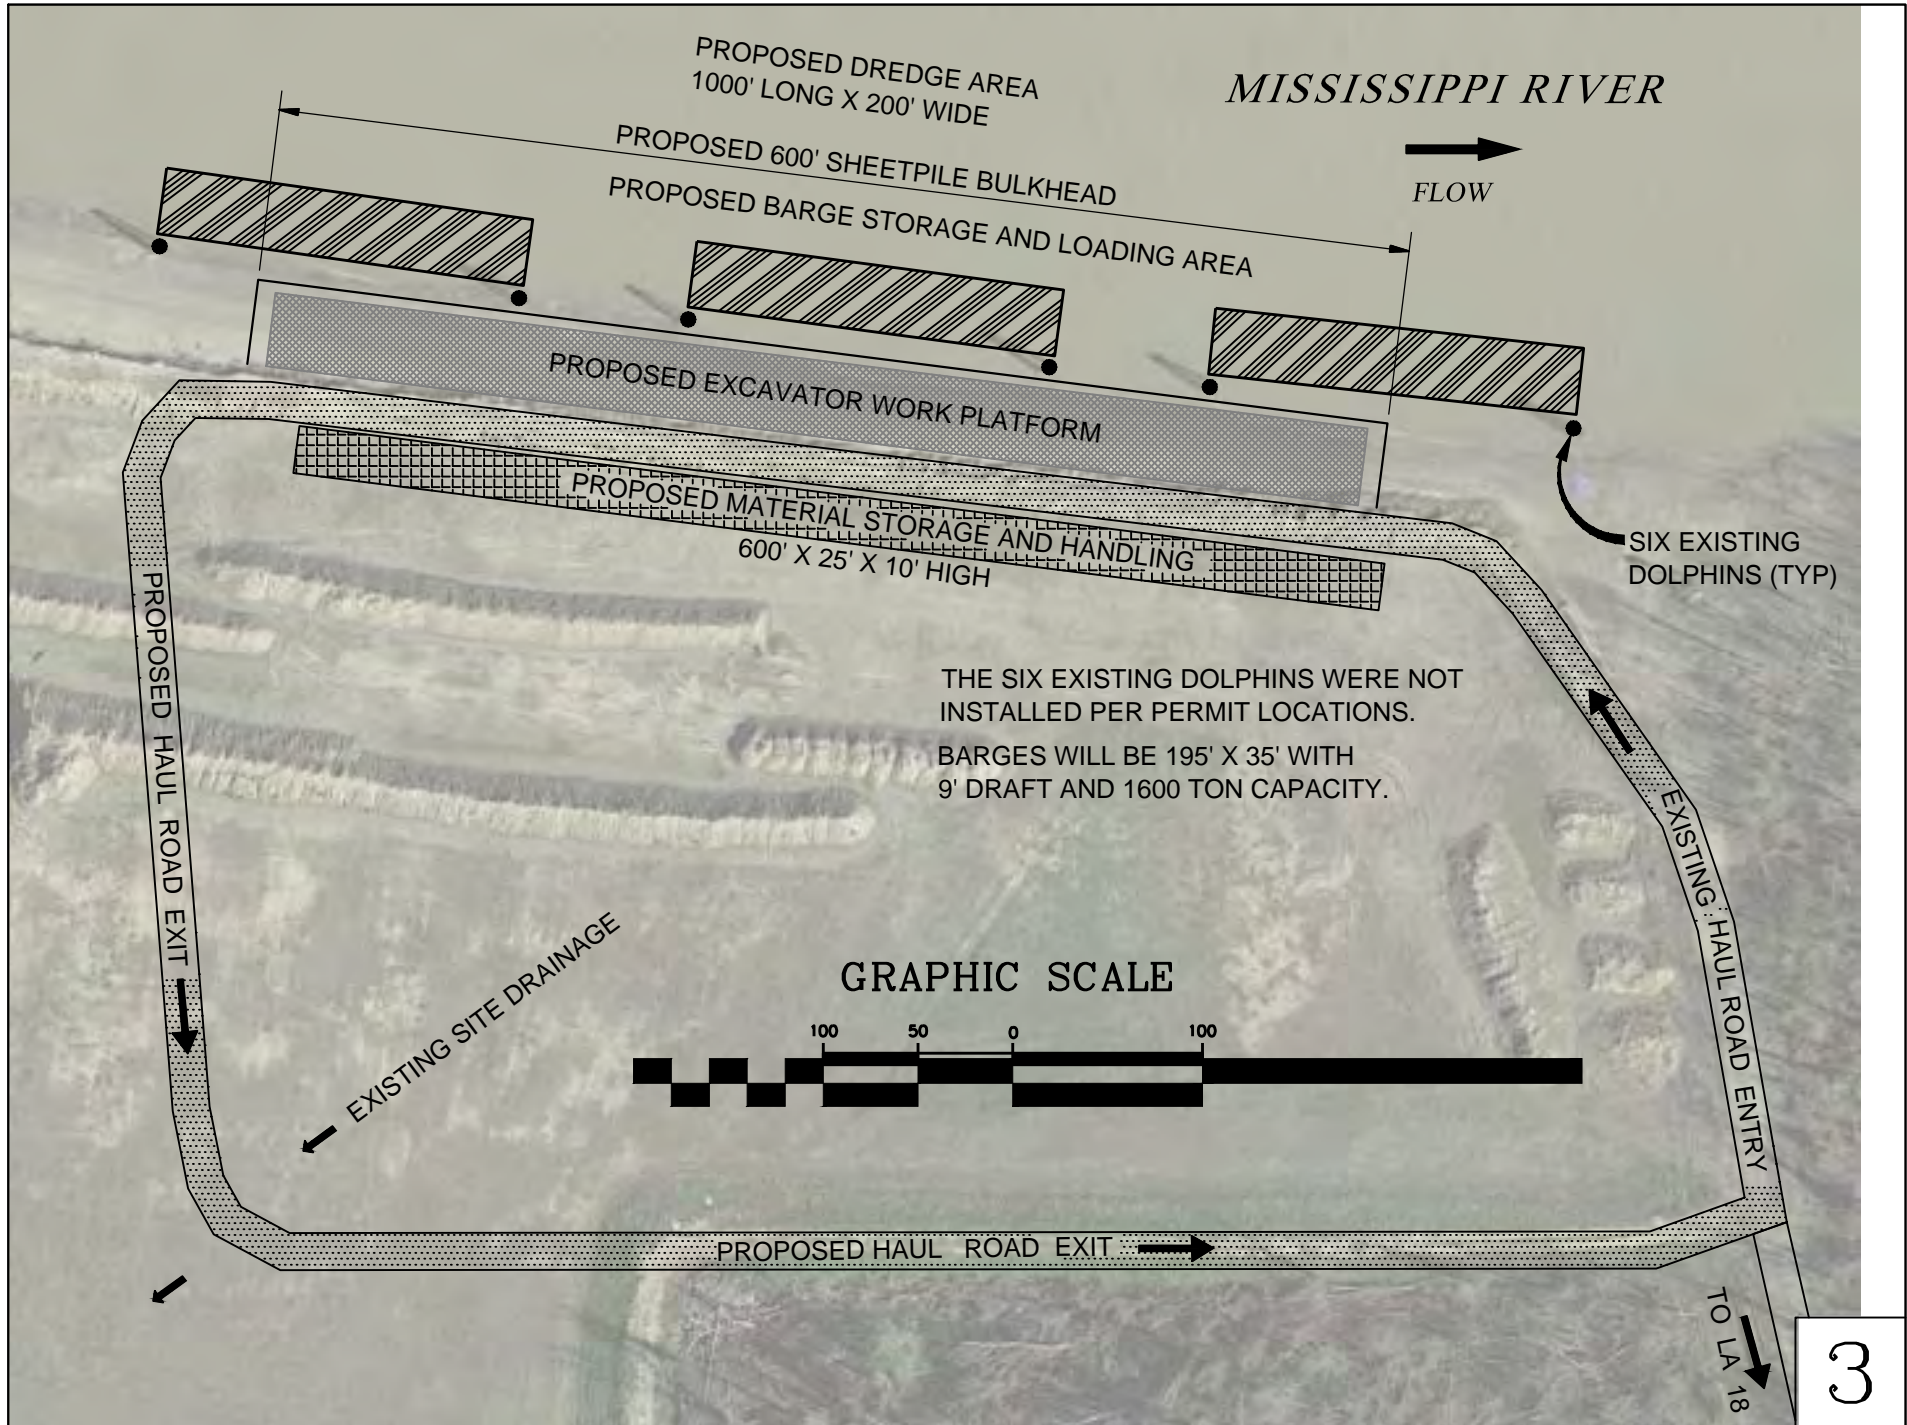 PROPOSED DREDGE AREA
1000' LONG X 200' WIDE
MISSISSIPPI RIVER
FLOW
PROPOSED 600' SHEETPILE BULKHEAD
PROPOSED BARGE STORAGE AND LOADING AREA
PROPOSED EXCAVATOR WORK PLATFORM
PROPOSED MATERIAL STORAGE AND HANDLING
600' X 25' X 10' HIGH
SIX EXISTING
DOLPHINS (TYP)
PROPOSED HAUL ROAD EXIT
THE SIX EXISTING DOLPHINS WERE NOT
INSTALLED PER PERMIT LOCATIONS.
BARGES WILL BE 195' X 35' WITH
9' DRAFT AND 1600 TON CAPACITY.
EXISTING HAUL ROAD ENTRY
EXISTING SITE DRAINAGE
GRAPHIC SCALE
100 50 0 100
PROPOSED HAUL ROAD EXIT
TO LA 18
3